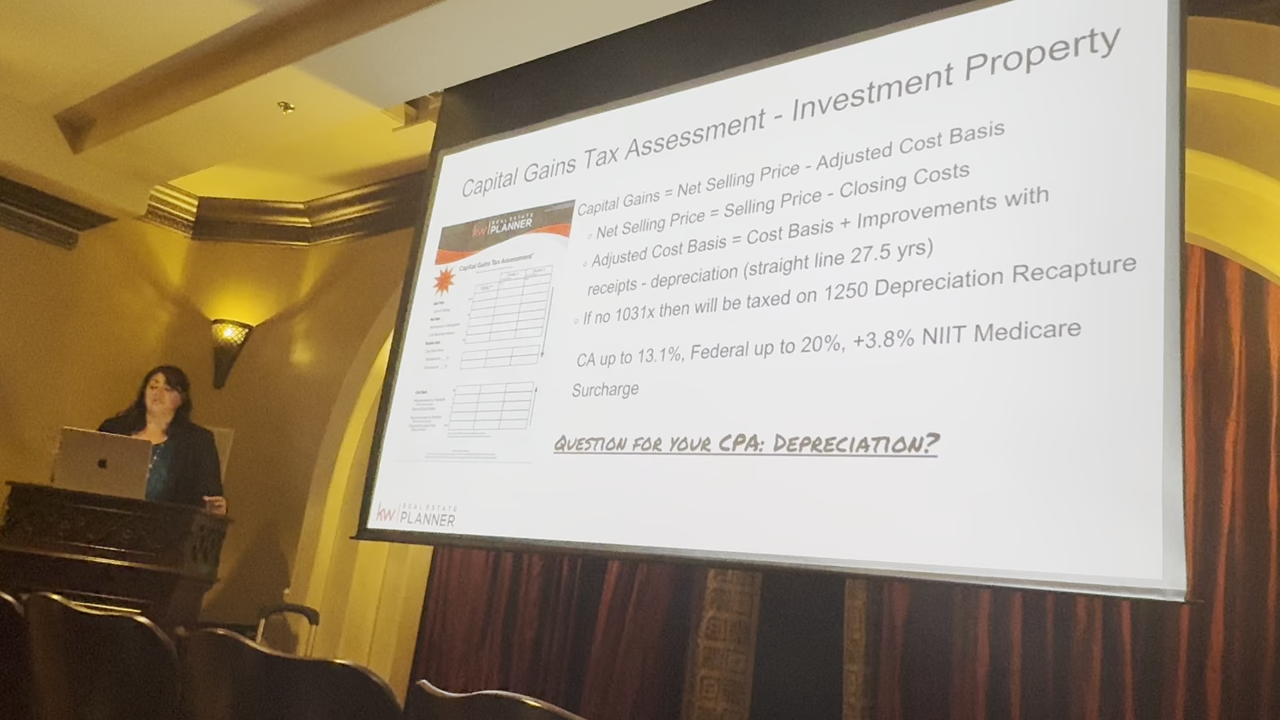 Capital Gains Tax Assessment - Investment Property
Capital Gains = Net Selling Price - Adjusted Cost Basis
Net Selling Price = Selling Price - Closing Costs
Adjusted Cost Basis = Cost Basis + Improvements with
receipts - depreciation (straight line 27.5 yrs)
If no 1031x then will be taxed on 1250 Depreciation Recapture
CA up to 13.1%, Federal up to 20%, +3.8% NIIT Medicare
Surcharge
QUESTION FOR YOUR CPA: DEPRECIATION?
kw REAL ESTATE
PLANNER
Capital Gains Tax Assessment
kw REAL ESTATE
PLANNER